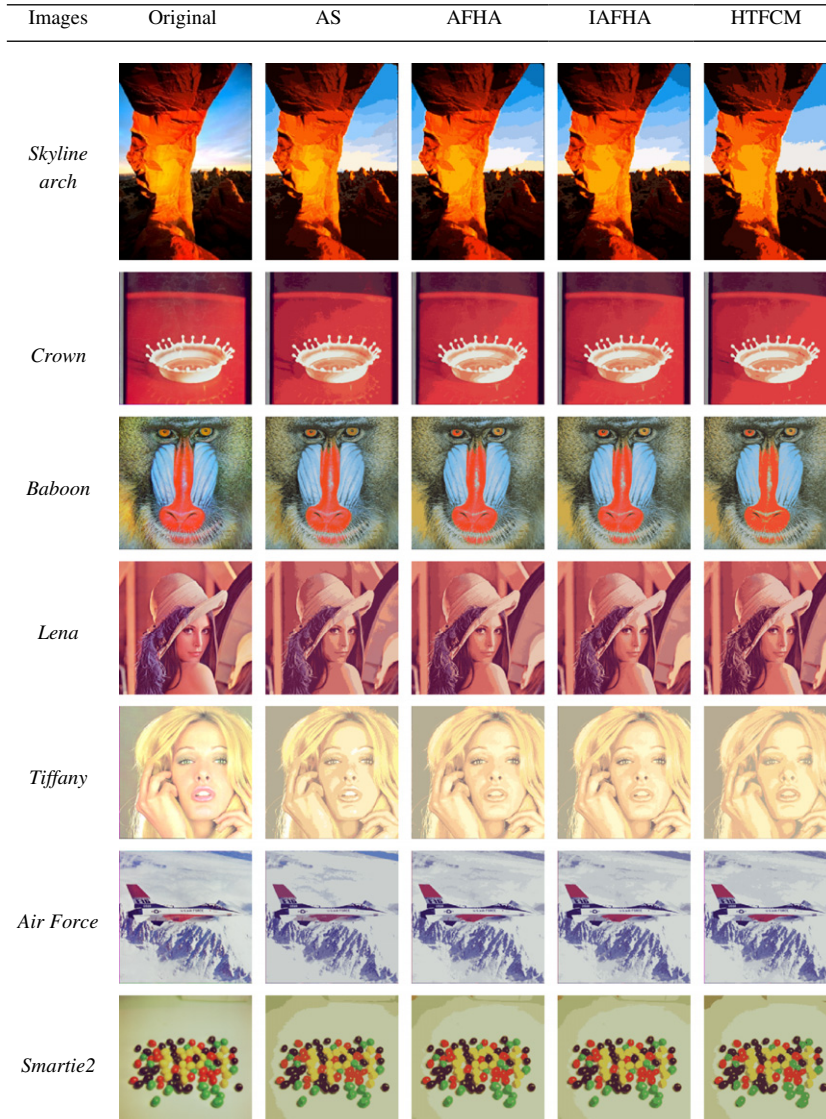 Images Original AS AFHA IAFHA HTFCM
Skyline
arch
Crown
Baboon
Lena
Tiffany
Air Force
Smartie2